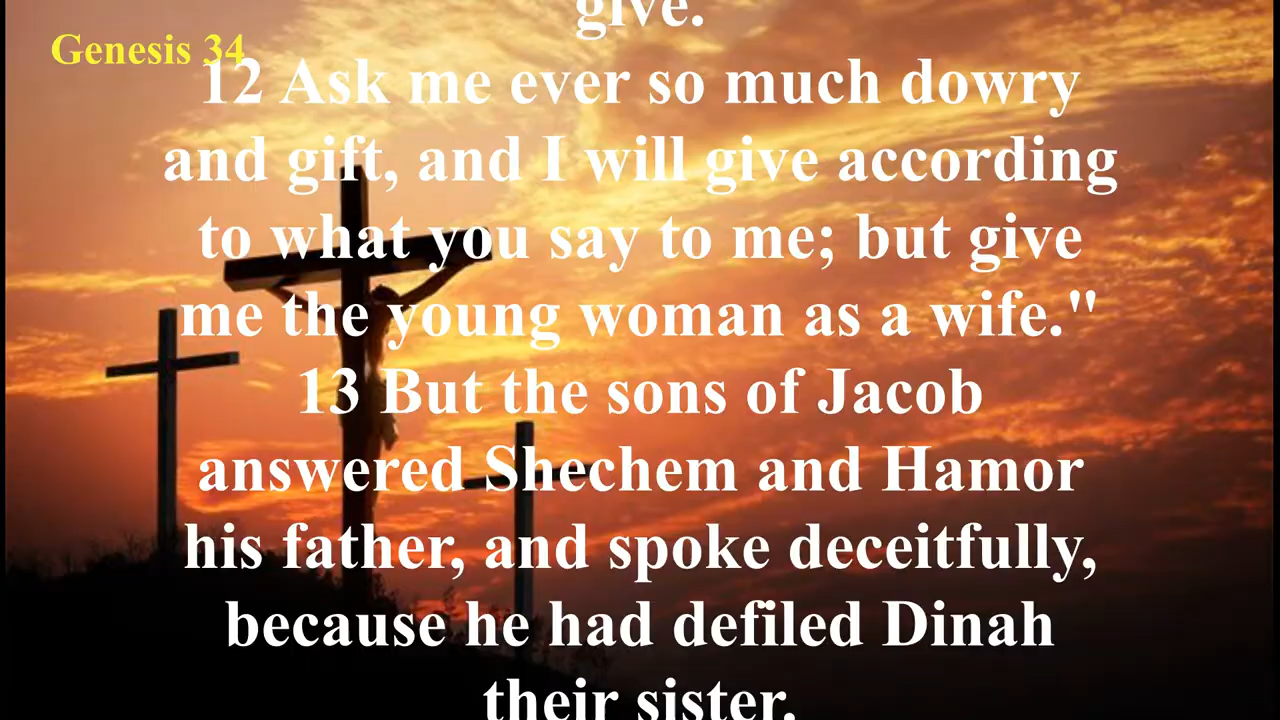 give.
Genesis 34
12 Ask me ever so much dowry
and gift, and I will give according
to what you say to me; but give
me the young woman as a wife."
13 But the sons of Jacob
answered Shechem and Hamor
his father, and spoke deceitfully,
because he had defiled Dinah
their sister.